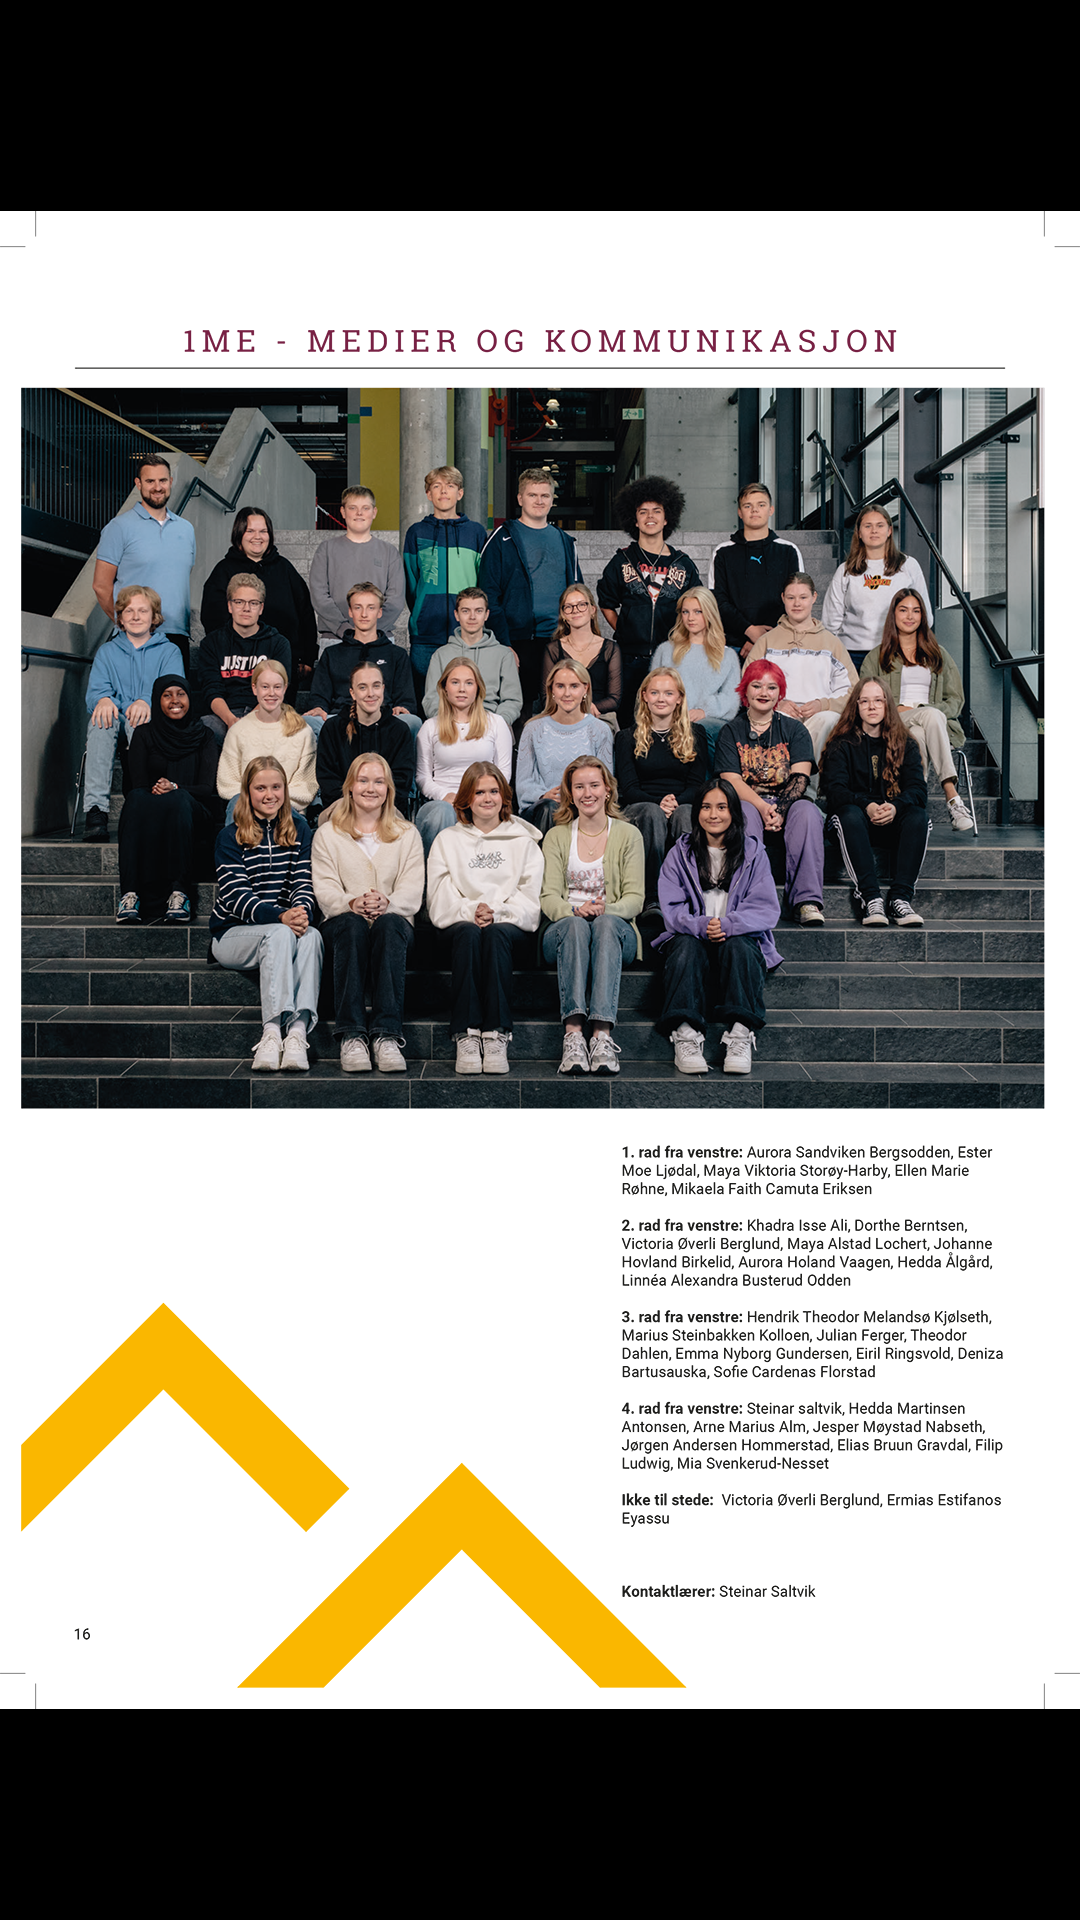 1ME - MEDIER OG KOMMUNIKASJON
JUST DO
1. rad fra venstre: Aurora Sandviken Bergsodden, Ester
Moe Ljødal, Maya Viktoria Storøy-Harby, Ellen Marie
Røhne, Mikaela Faith Camuta Eriksen
2. rad fra venstre: Khadra Isse Ali, Dorthe Berntsen,
Victoria Øverli Berglund, Maya Alstad Lochert, Johanne
Hovland Birkelid, Aurora Holand Vaagen, Hedda Ålgård,
Linnéa Alexandra Busterud Odden
3. rad fra venstre: Hendrik Theodor Melandsø Kjølseth,
Marius Steinbakken Kolloen, Julian Ferger, Theodor
Dahlen, Emma Nyborg Gundersen, Eiril Ringsvold, Deniza
Bartusauska, Sofie Cardenas Florstad
4. rad fra venstre: Steinar saltvik, Hedda Martinsen
Antonsen, Arne Marius Alm, Jesper Møystad Nabseth,
Jørgen Andersen Hommerstad, Elias Bruun Gravdal, Filip
Ludwig, Mia Svenkerud-Nesset
Ikke til stede:  Victoria Øverli Berglund, Ermias Estifanos
Eyassu
Kontaktlærer: Steinar Saltvik
16